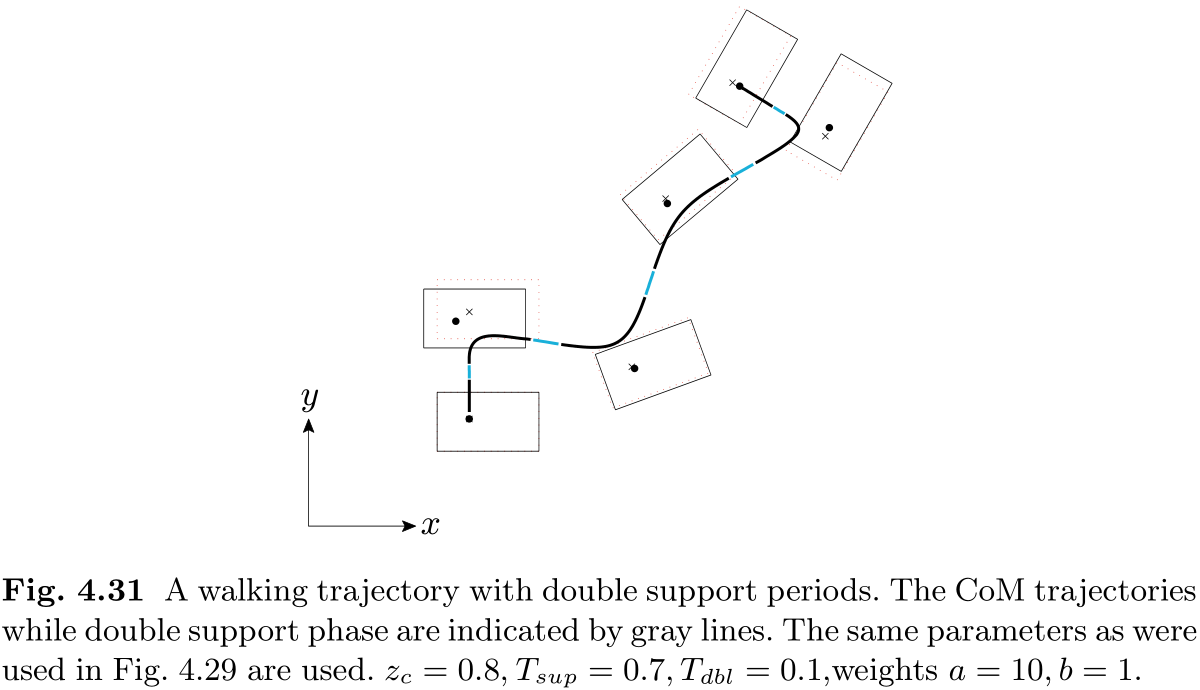 y
x
Fig. 4.31 A walking trajectory with double support periods. The CoM trajectories
while double support phase are indicated by gray lines. The same parameters as were
used in Fig. 4.29 are used. z_c = 0.8, T_{sup} = 0.7, T_{dbl} = 0.1,weights a = 10, b = 1.